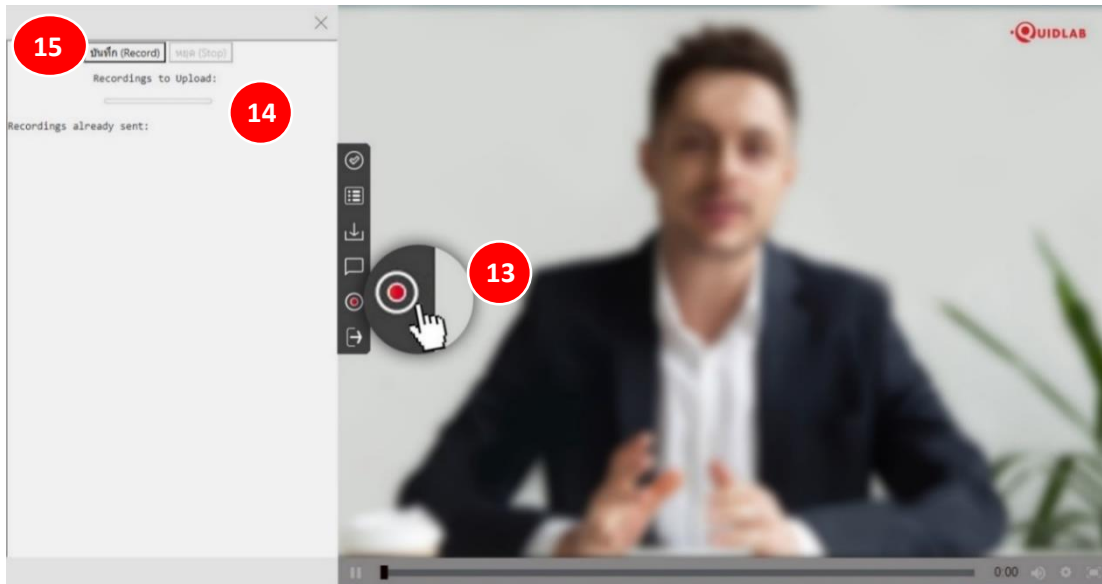 15
บันทึก (Record) หยุด (Stop)
Recordings to Upload:
14
Recordings already sent:
13
QUIDLAB
0:00